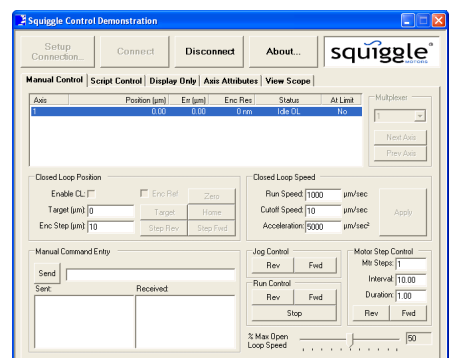 Squiggle Control Demonstration
Setup Connection... Connect Disconnect About... squiggle MOTORS
Manual Control Script Control Display Only Axis Attributes View Scope
Axis Position (µm) Err (µm) Enc Res Status At Limit
1 0.00 0.00 0 nm Idle OL No
Multiplexer
1
Next Axis
Prev Axis
Closed Loop Position
Enable CL: Enc Ref Zero
Target (µm): 0 Target Home
Enc Step (µm): 10 Step Rev Step Fwd
Closed Loop Speed
Run Speed: 1000 µm/sec
Cutoff Speed: 10 µm/sec
Acceleration: 5000 µm/sec²
Apply
Manual Command Entry
Send
Sent: Received:
Jog Control
Rev Fwd
Run Control
Rev Fwd
Stop
Motor Step Control
Mtr Steps: 1
Interval: 10.00
Duration: 1.00
Rev Fwd
% Max Open
Loop Speed
50